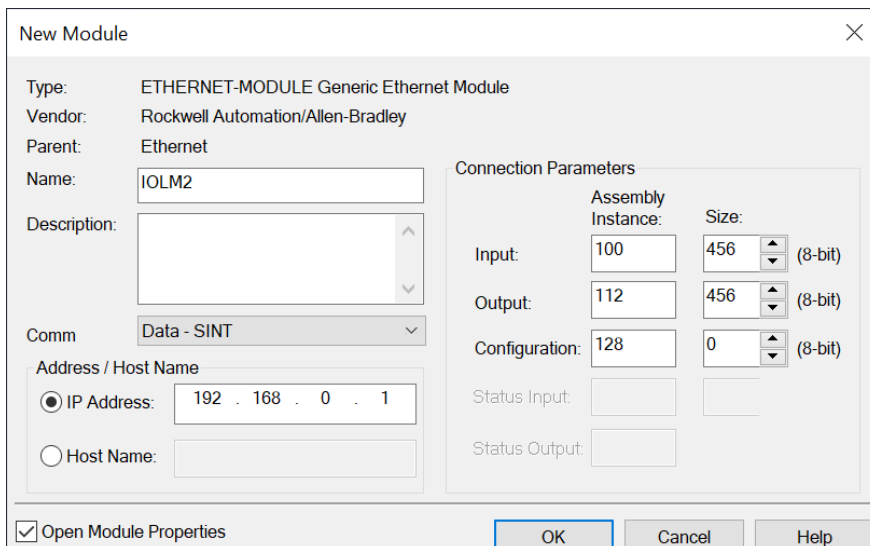 New Module
Type: ETHERNET-MODULE Generic Ethernet Module
Vendor: Rockwell Automation/Allen-Bradley
Parent: Ethernet
Name: IOLM2
Description:
Comm Data - SINT
Address / Host Name
IP Address: 192 . 168 . 0 . 1
Host Name:
Connection Parameters
Assembly
Instance: Size:
Input: 100 456 (8-bit)
Output: 112 456 (8-bit)
Configuration: 128 0 (8-bit)
Status Input:
Status Output:
Open Module Properties
OK Cancel Help